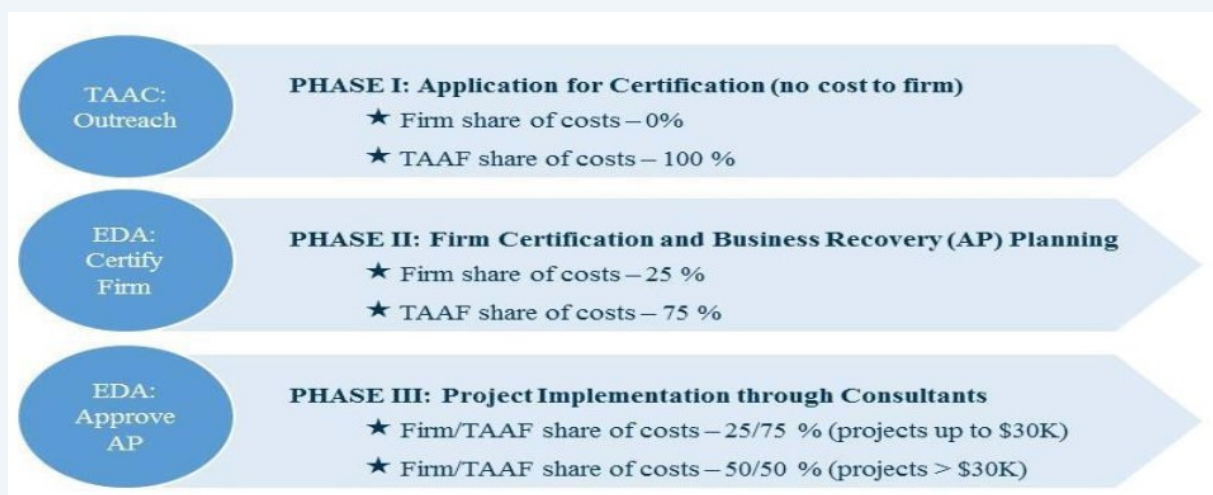 TAAC:
Outreach
PHASE I: Application for Certification (no cost to firm)
★ Firm share of costs – 0%
★ TAAF share of costs – 100 %
EDA:
Certify
Firm
PHASE II: Firm Certification and Business Recovery (AP) Planning
★ Firm share of costs – 25 %
★ TAAF share of costs – 75 %
EDA:
Approve
AP
PHASE III: Project Implementation through Consultants
★ Firm/TAAF share of costs – 25/75 % (projects up to $30K)
★ Firm/TAAF share of costs – 50/50 % (projects > $30K)